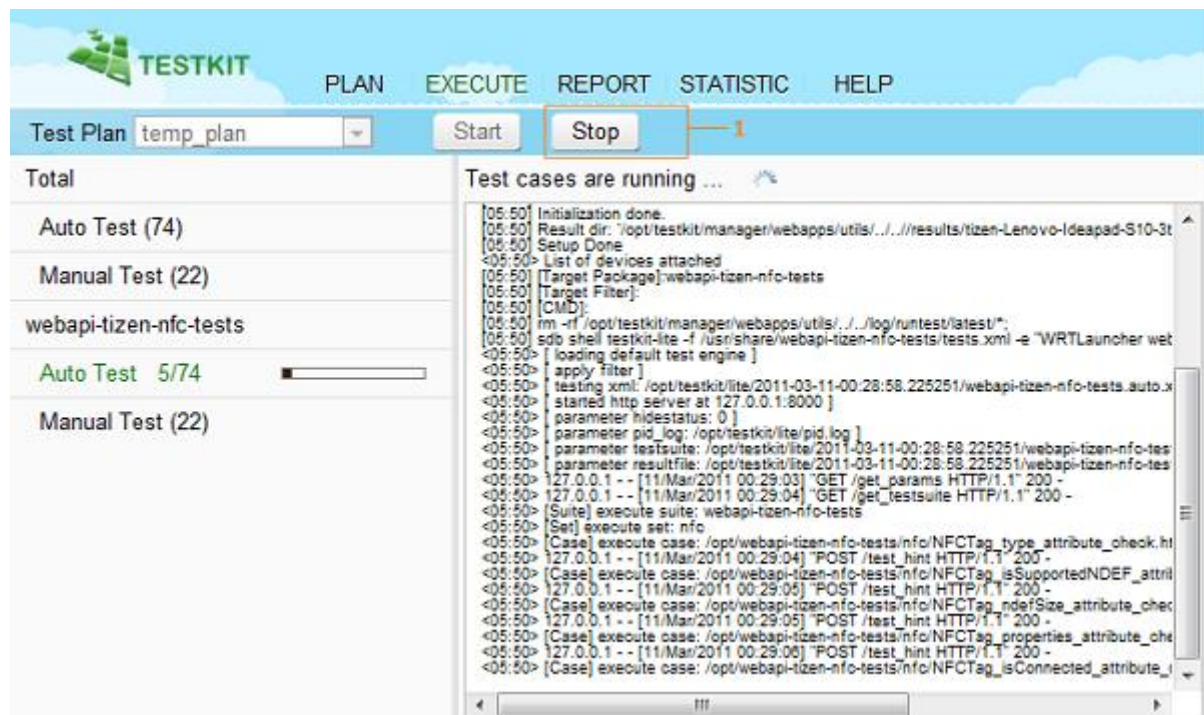 TESTKIT
PLAN EXECUTE REPORT STATISTIC HELP
Test Plan temp_plan Start Stop 1
Total
Auto Test (74)
Manual Test (22)
webapi-tizen-nfc-tests
Auto Test 5/74
Manual Test (22)
Test cases are running ...
[05:50] Initialization done.
[05:50] Result dir: "/opt/testkit/manager/webapps/utils/../..//results/tizen-Lenovo-Ideapad-S10-3t
[05:50] Setup Done
<05:50> List of devices attached
[05:50] [Target Package]:webapi-tizen-nfc-tests
[05:50] [Target Filter]:
[05:50] [CMD]:
[05:50] rm -rf /opt/testkit/manager/webapps/utils/../../log/runtest/latest/*;
[05:50] sdb shell testkit-lite -f /usr/share/webapi-tizen-nfc-tests/tests.xml -e "WRTLauncher web
<05:50> [ loading default test engine ]
<05:50> [ apply filter ]
<05:50> [ testing xml: /opt/testkit/lite/2011-03-11-00:28:58.225251/webapi-tizen-nfc-tests.auto.x
<05:50> [ started http server at 127.0.0.1:8000 ]
<05:50> [ parameter hidestatus: 0 ]
<05:50> [ parameter pid_log: /opt/testkit/lite/pid.log ]
<05:50> [ parameter testsuite: /opt/testkit/lite/2011-03-11-00:28:58.225251/webapi-tizen-nfc-tes
<05:50> [ parameter resultfile: /opt/testkit/lite/2011-03-11-00:28:58.225251/webapi-tizen-nfc-tes
<05:50> 127.0.0.1 - - [11/Mar/2011 00:29:03] "GET /get_params HTTP/1.1" 200 -
<05:50> 127.0.0.1 - - [11/Mar/2011 00:29:04] "GET /get_testsuite HTTP/1.1" 200 -
<05:50> [Suite] execute suite: webapi-tizen-nfc-tests
<05:50> [Set] execute set: nfc
<05:50> [Case] execute case: /opt/webapi-tizen-nfc-tests/nfc/NFCTag_type_attribute_check.ht
<05:50> 127.0.0.1 - - [11/Mar/2011 00:29:04] "POST /test_hint HTTP/1.1" 200 -
<05:50> [Case] execute case: /opt/webapi-tizen-nfc-tests/nfc/NFCTag_isSupportedNDEF_attrib
<05:50> 127.0.0.1 - - [11/Mar/2011 00:29:05] "POST /test_hint HTTP/1.1" 200 -
<05:50> [Case] execute case: /opt/webapi-tizen-nfc-tests/nfc/NFCTag_ndefSize_attribute_chec
<05:50> 127.0.0.1 - - [11/Mar/2011 00:29:05] "POST /test_hint HTTP/1.1" 200 -
<05:50> [Case] execute case: /opt/webapi-tizen-nfc-tests/nfc/NFCTag_properties_attribute_che
<05:50> 127.0.0.1 - - [11/Mar/2011 00:29:06] "POST /test_hint HTTP/1.1" 200 -
<05:50> [Case] execute case: /opt/webapi-tizen-nfc-tests/nfc/NFCTag_isConnected_attribute_